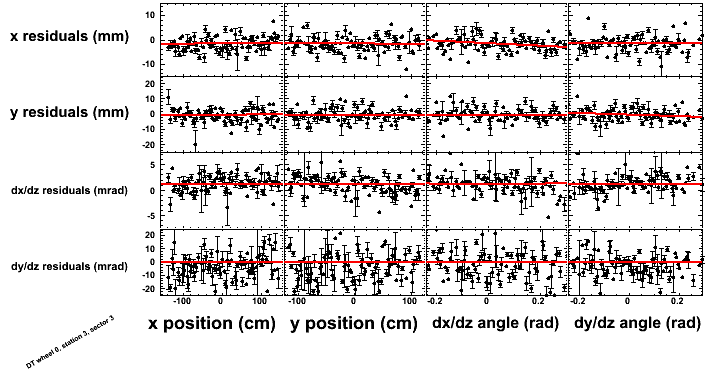 x residuals (mm)
10
0
-10
y residuals (mm)
20
10
0
-10
-20
dx/dz residuals (mrad)
5
0
-5
dy/dz residuals (mrad)
20
10
0
-10
-20
-100 0 100 -100 0 100 -0.2 0 0.2 -0.2 0 0.2
x position (cm) y position (cm) dx/dz angle (rad) dy/dz angle (rad)
DT wheel 0, station 3, sector 3